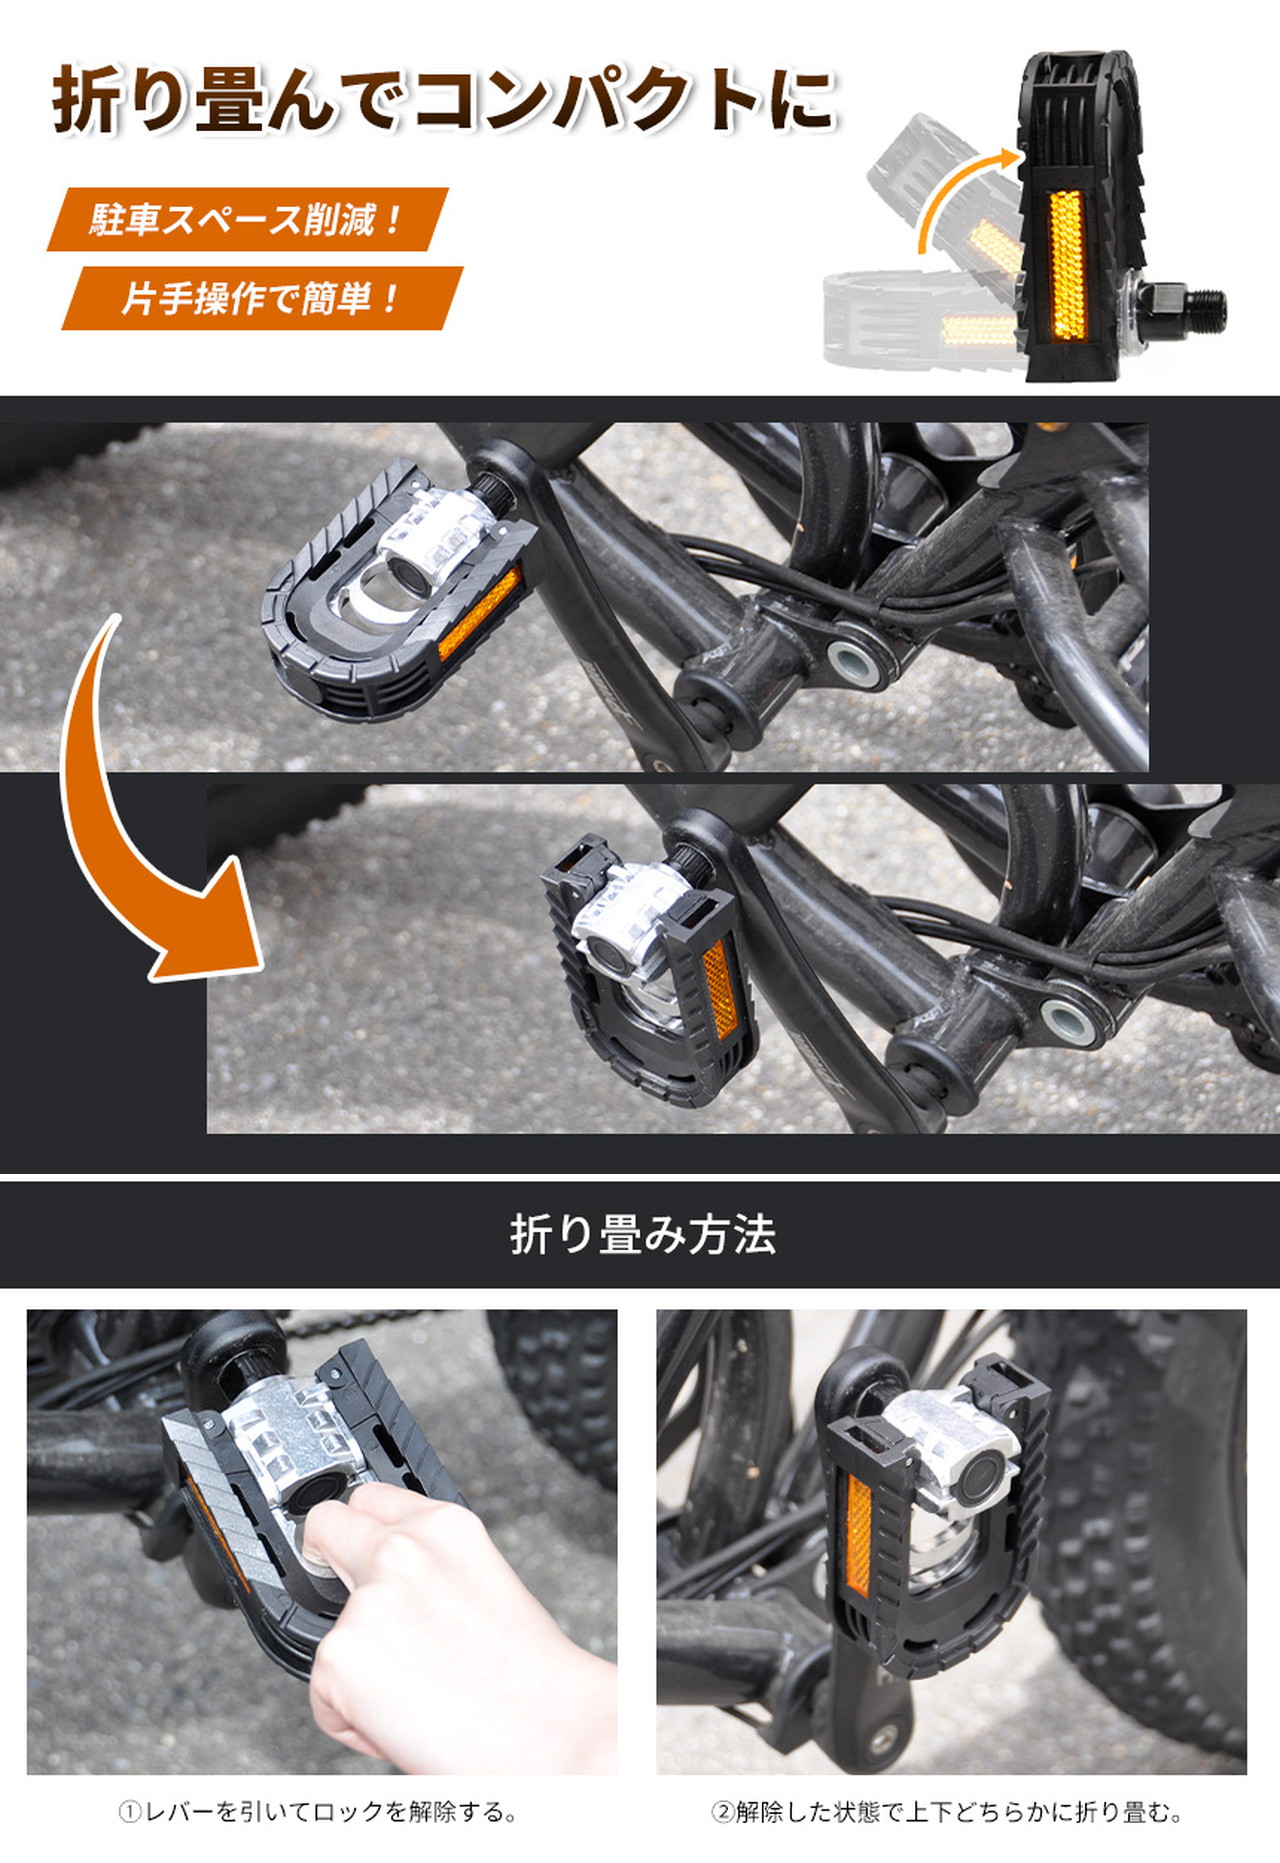 折り畳んでコンパクトに
駐車スペース削減！
片手操作で簡単！
折り畳み方法
①レバーを引いてロックを解除する。
②解除した状態で上下どちらかに折り畳む。